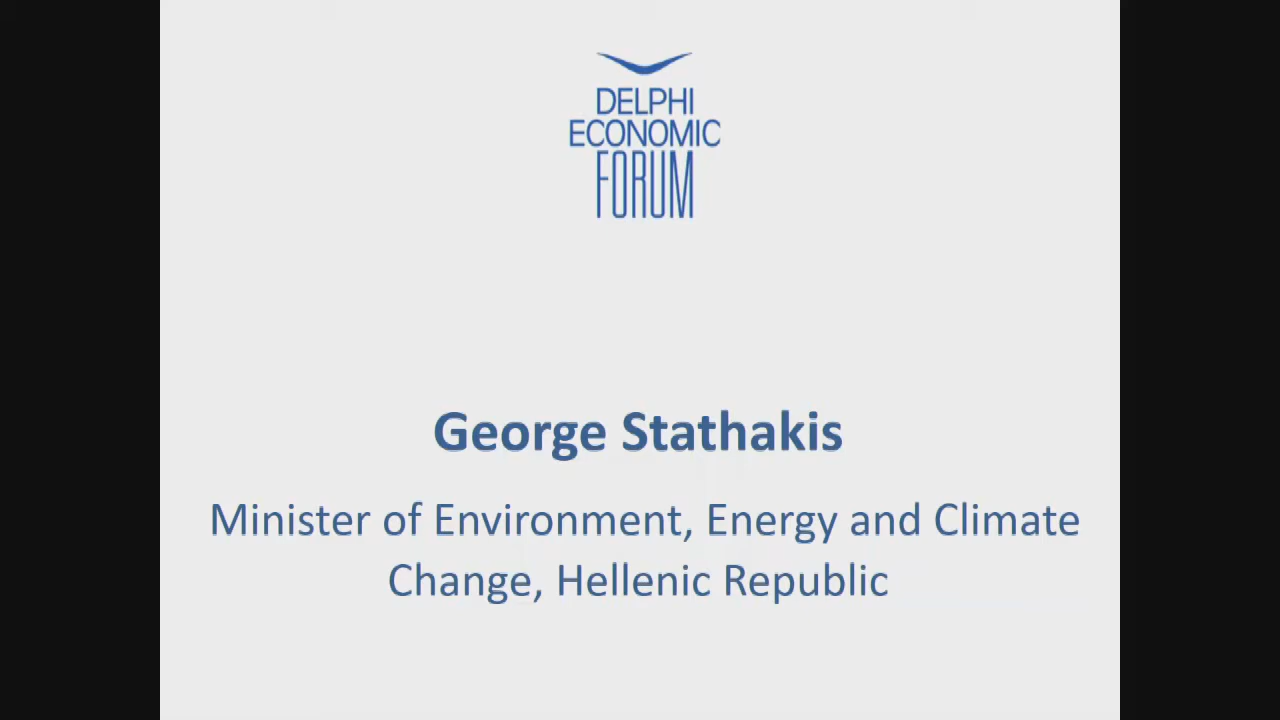 DELPHI
ECONOMIC
FORUM
George Stathakis
Minister of Environment, Energy and Climate
Change, Hellenic Republic